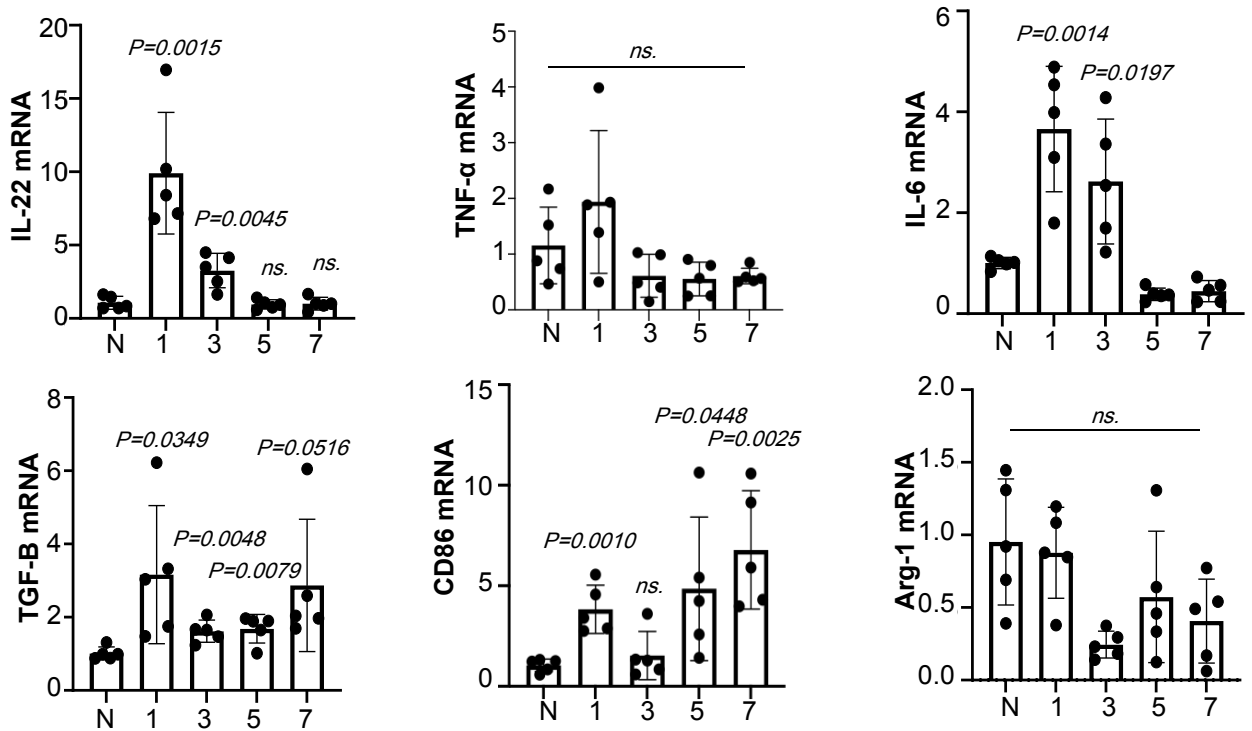 IL-22 mRNA
20
15
10
5
0
P=0.0015
P=0.0045
ns.
ns.
N 1 3 5 7
TNF-α mRNA
5
4
3
2
1
0
ns.
N 1 3 5 7
IL-6 mRNA
6
4
2
0
P=0.0014
P=0.0197
N 1 3 5 7
TGF-B mRNA
8
6
4
2
0
P=0.0349
P=0.0516
P=0.0048
P=0.0079
N 1 3 5 7
CD86 mRNA
15
10
5
0
P=0.0448
P=0.0025
P=0.0010
ns.
N 1 3 5 7
Arg-1 mRNA
2.0
1.5
1.0
0.5
0.0
ns.
N 1 3 5 7